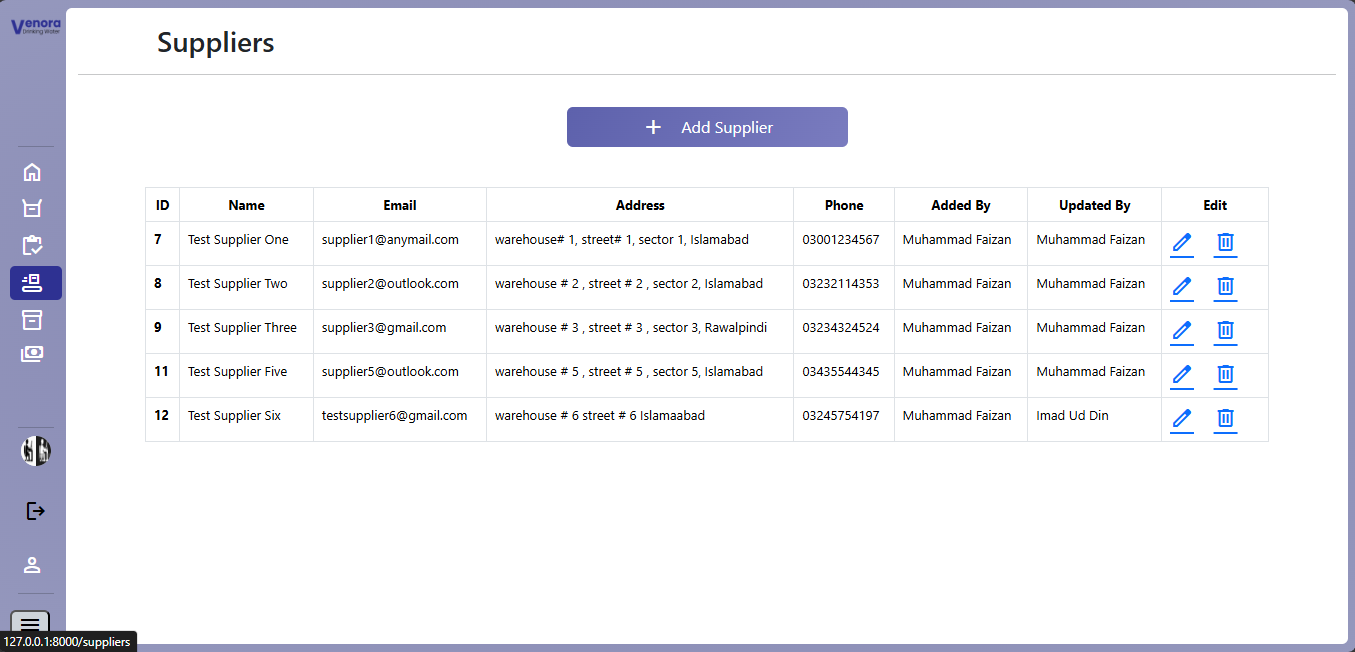 Venora
Drinking Water
Suppliers
+ Add Supplier
ID Name Email Address Phone Added By Updated By Edit
7 Test Supplier One supplier1@anymail.com warehouse# 1, street# 1, sector 1, Islamabad 03001234567 Muhammad Faizan Muhammad Faizan
8 Test Supplier Two supplier2@outlook.com warehouse # 2 , street # 2 , sector 2, Islamabad 03232114353 Muhammad Faizan Muhammad Faizan
9 Test Supplier Three supplier3@gmail.com warehouse # 3 , street # 3 , sector 3, Rawalpindi 03234324524 Muhammad Faizan Muhammad Faizan
11 Test Supplier Five supplier5@outlook.com warehouse # 5 , street # 5 , sector 5, Islamabad 03435544345 Muhammad Faizan Muhammad Faizan
12 Test Supplier Six testsupplier6@gmail.com warehouse # 6 street # 6 Islamaabad 03245754197 Muhammad Faizan Imad Ud Din
127.0.0.1:8000/suppliers